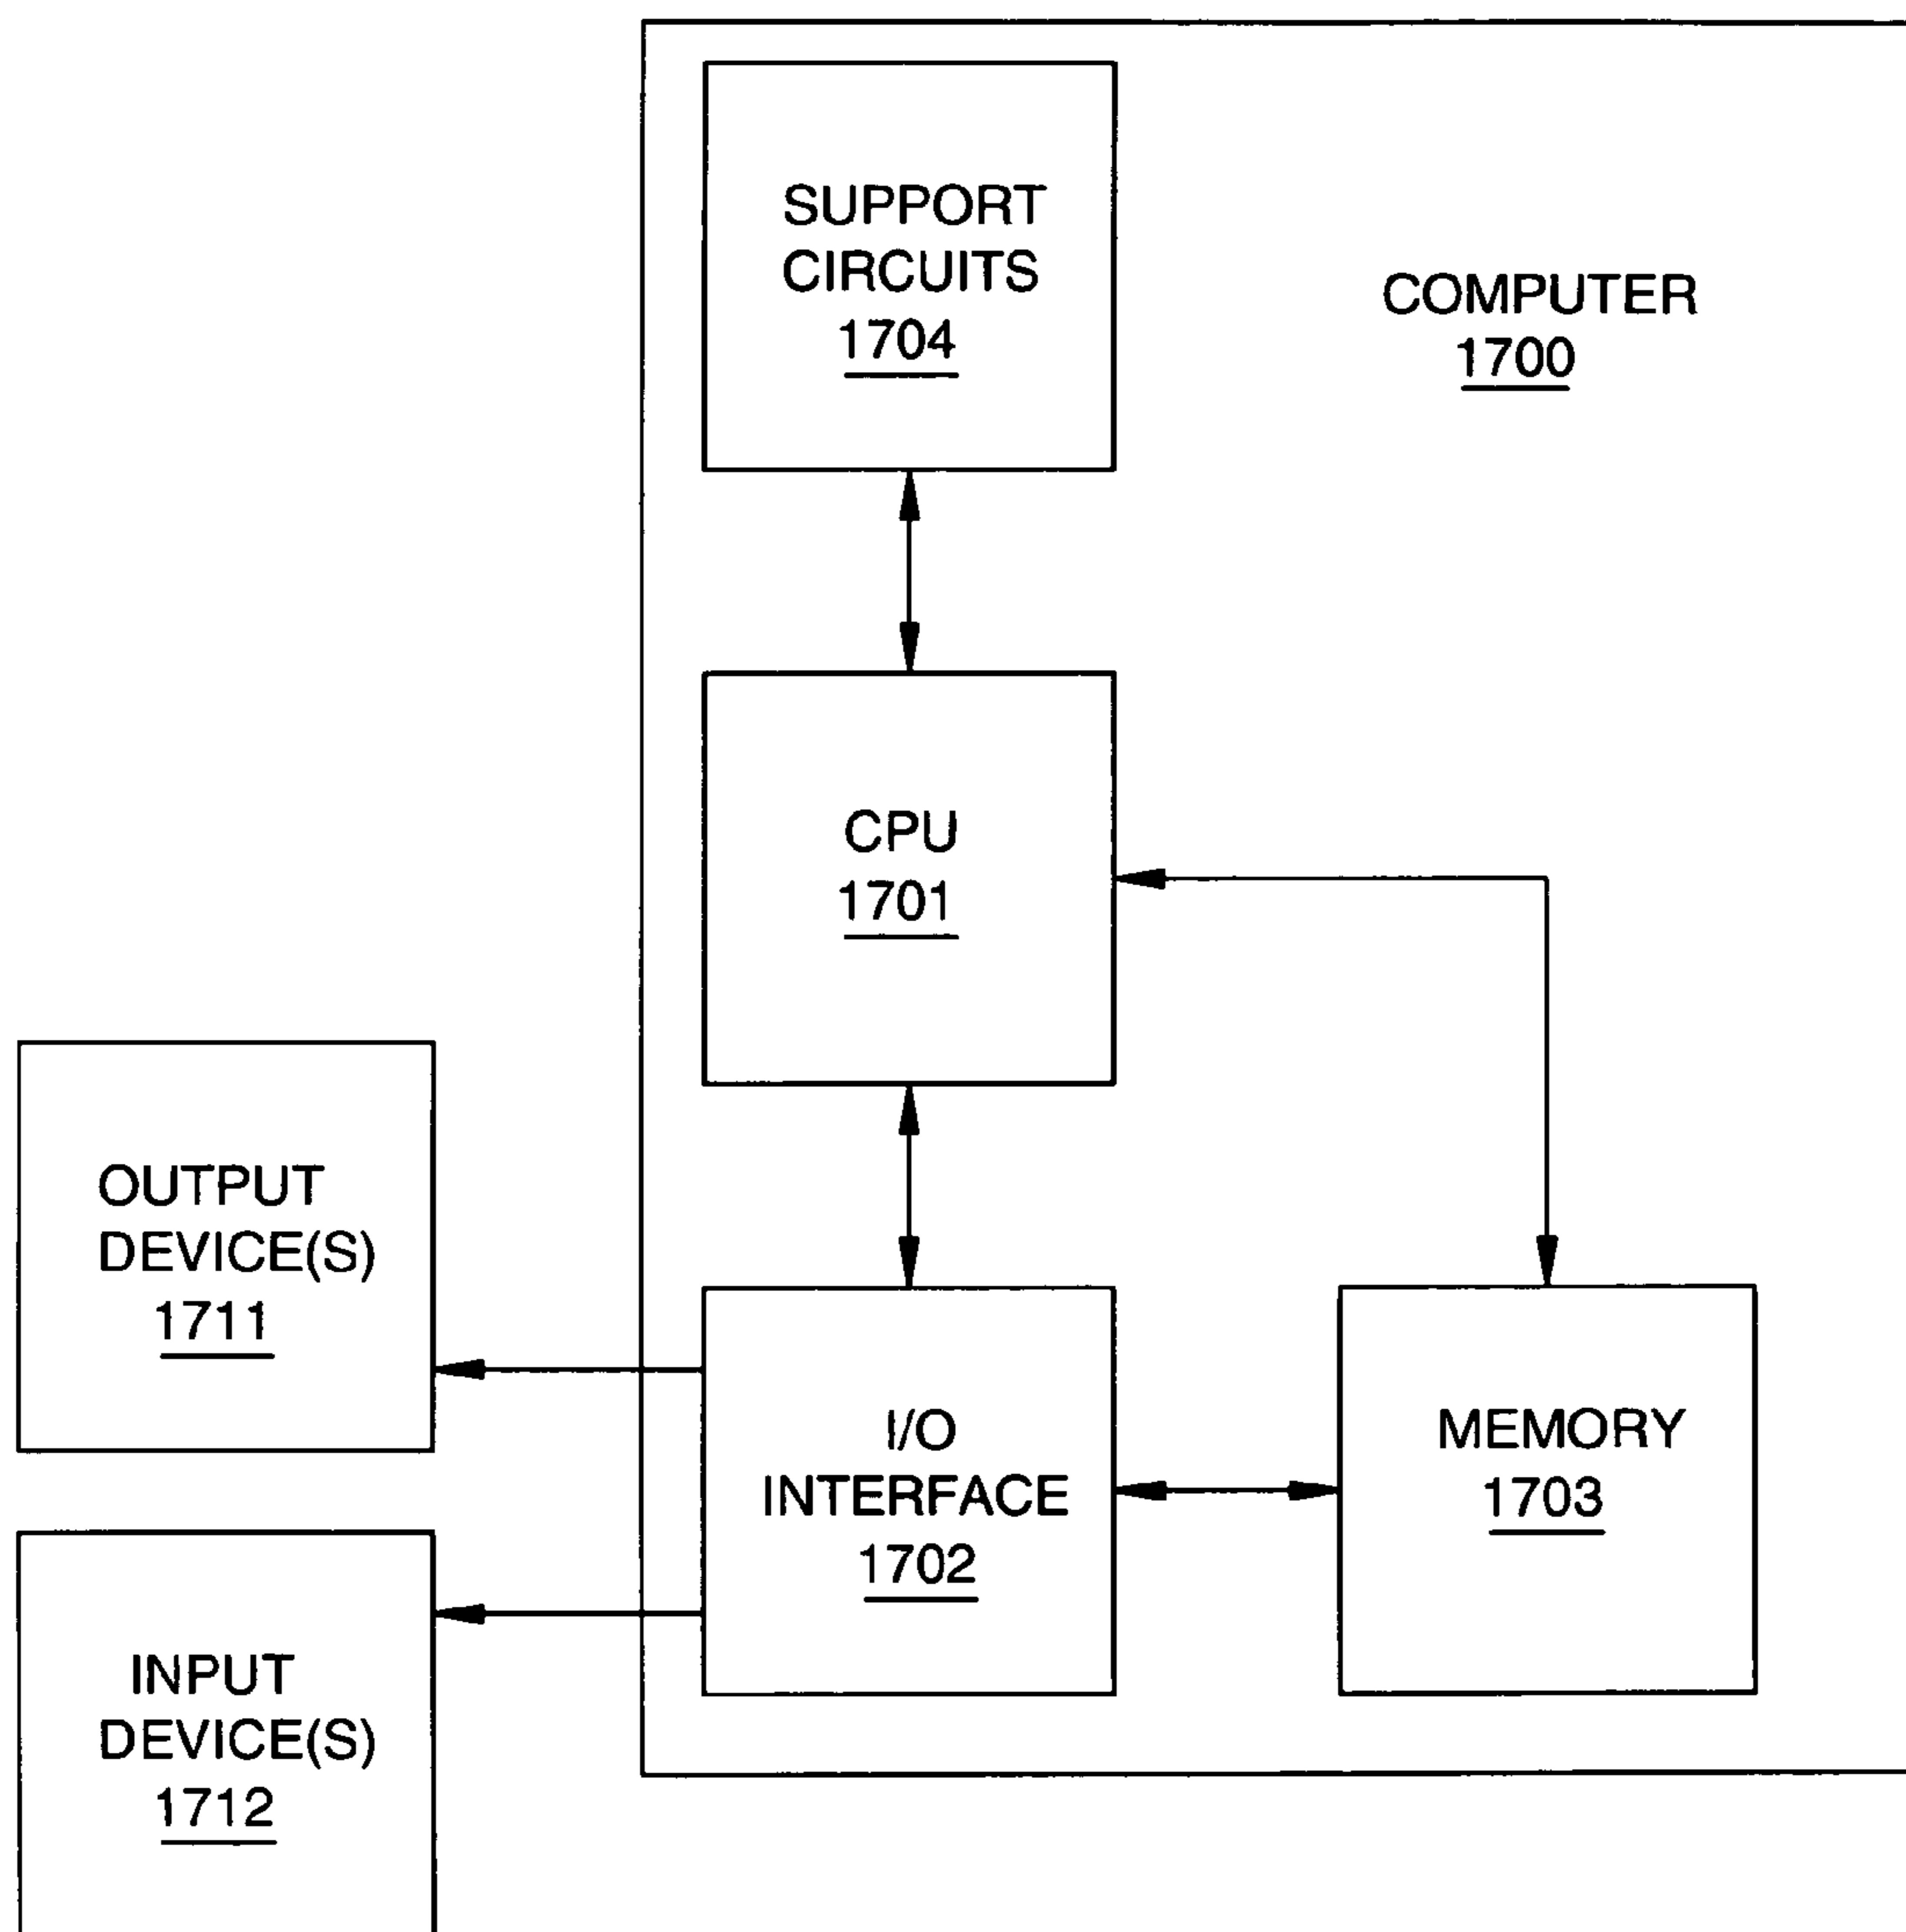 SUPPORT
CIRCUITS
1704
COMPUTER
1700
CPU
1701
OUTPUT
DEVICE(S)
1711
I/O
INTERFACE
1702
MEMORY
1703
INPUT
DEVICE(S)
1712